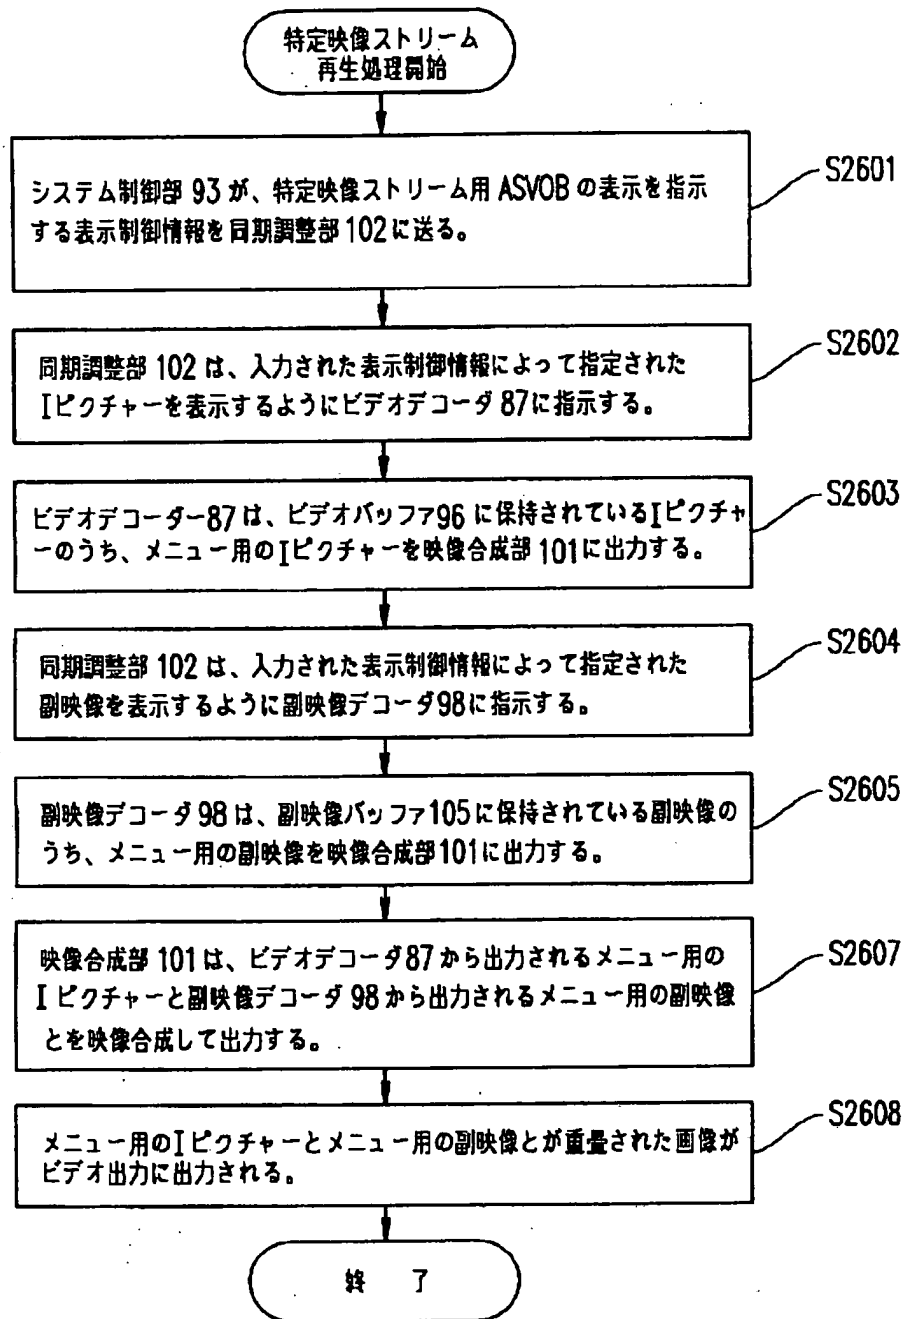 特定映像ストリーム
再生処理開始
システム制御部 93 が、特定映像ストリーム用 ASVOB の表示を指示
する表示制御情報を同期調整部 102 に送る。
S2601
同期調整部 102 は、入力された表示制御情報によって指定された
Iピクチャーを表示するようにビデオデコーダ 87 に指示する。
S2602
ビデオデコーダー87 は、ビデオバッファ96 に保持されているIピクチャ
ーのうち、メニュー用のIピクチャーを映像合成部 101 に出力する。
S2603
同期調整部 102 は、入力された表示制御情報によって指定された
副映像を表示するように副映像デコーダ98 に指示する。
S2604
副映像デコーダ 98 は、副映像バッファ105 に保持されている副映像の
うち、メニュー用の副映像を映像合成部 101 に出力する。
S2605
映像合成部 101 は、ビデオデコーダ87 から出力されるメニュー用の
I ピクチャーと副映像デコーダ 98 から出力されるメニュー用の副映像
とを映像合成して出力する。
S2607
メニュー用のIピクチャーとメニュー用の副映像とが重畳された画像が
ビデオ出力に出力される。
S2608
終 了